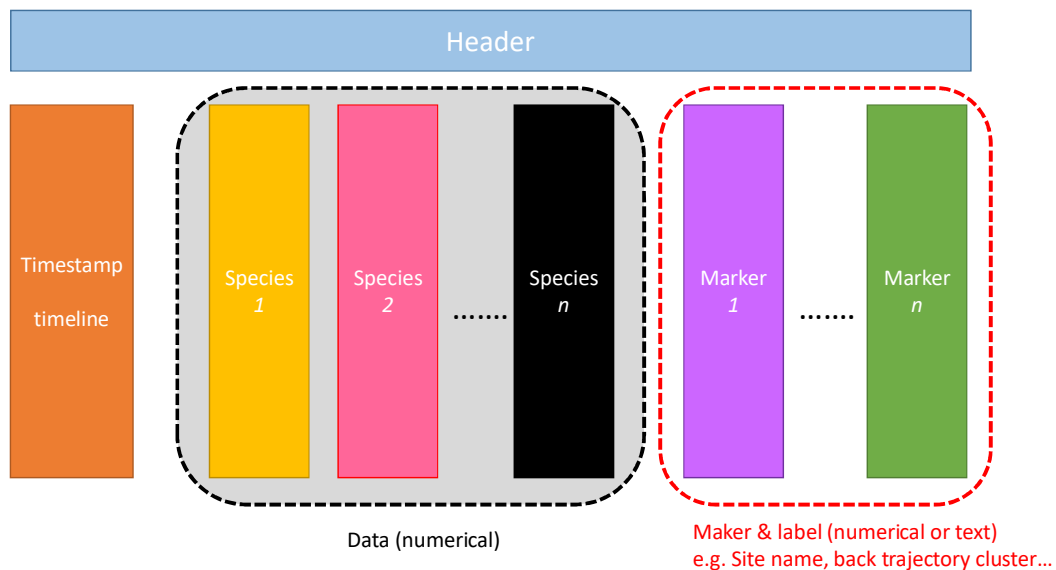 Header
Timestamp
timeline
Species
1
Species
2
.......
Species
n
Marker
1
.......
Marker
n
Data (numerical)
Maker & label (numerical or text)
e.g. Site name, back trajectory cluster…